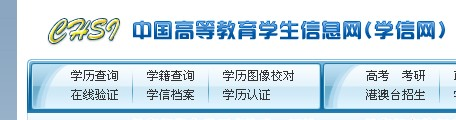 CHSI 中国高等教育学生信息网(学信网)
学历查询 学籍查询 学历图像校对 高考 考研
在线验证 学信档案 学历认证 港澳台招生